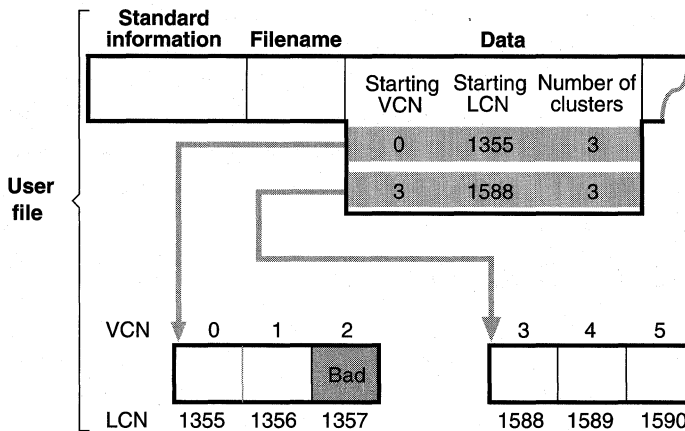 Standard information
Filename
Data
Starting VCN
Starting LCN
Number of clusters
0 1355 3
3 1588 3
User file
VCN 0 1 2 3 4 5
Bad
LCN 1355 1356 1357 1588 1589 1590